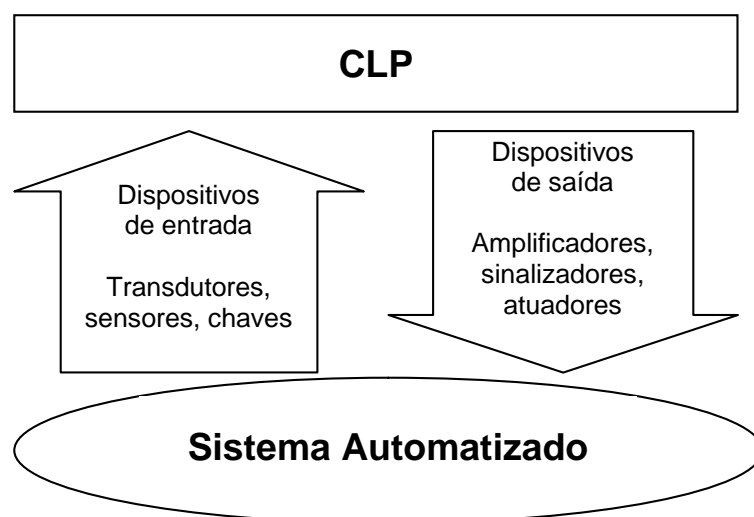 CLP
Dispositivos
de entrada
Transdutores,
sensores, chaves
Dispositivos
de saída
Amplificadores,
sinalizadores,
atuadores
Sistema Automatizado